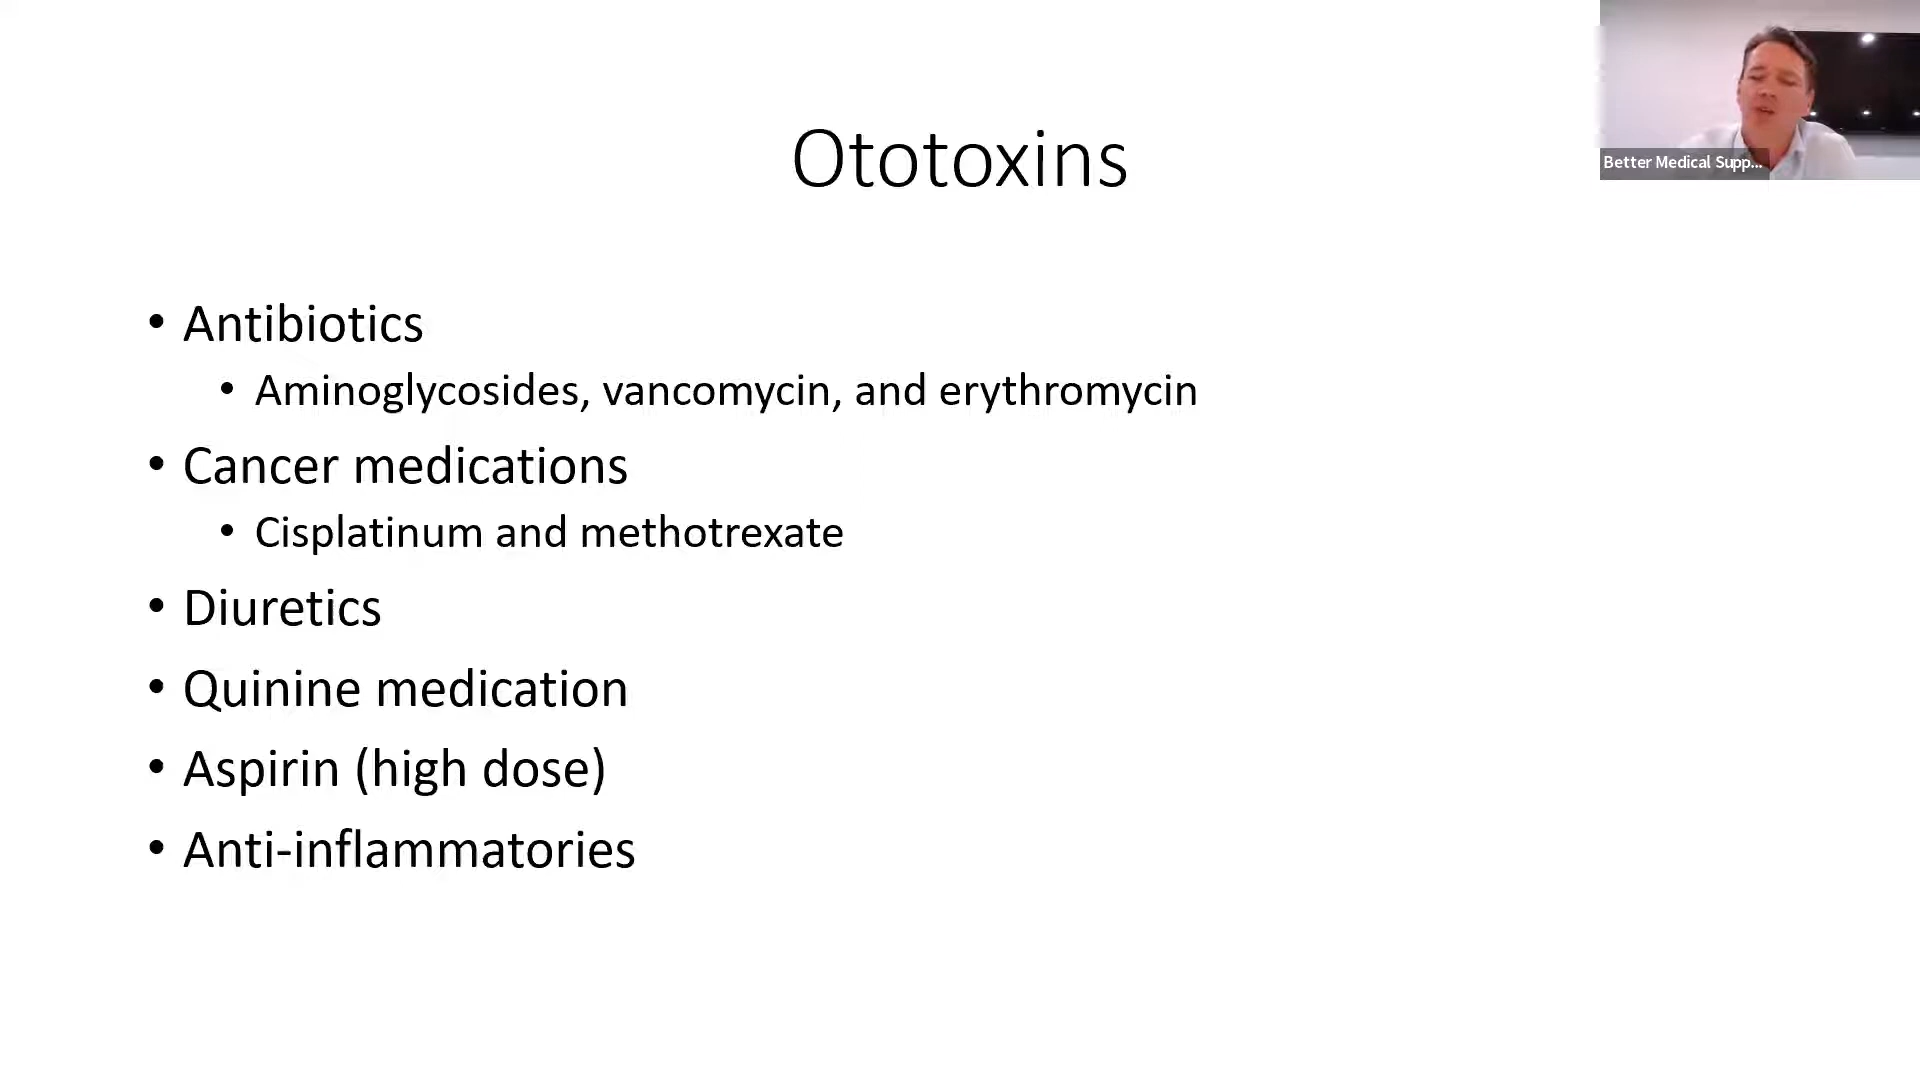 Ototoxins
• Antibiotics
• Aminoglycosides, vancomycin, and erythromycin
• Cancer medications
• Cisplatinum and methotrexate
• Diuretics
• Quinine medication
• Aspirin (high dose)
• Anti-inflammatories
Better Medical Supp...